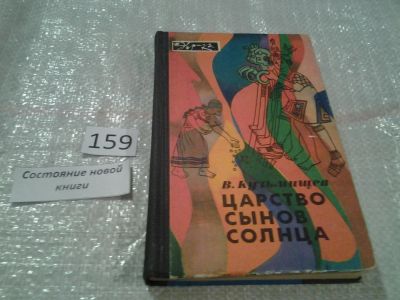 159
Состояние новой
книги
В. Кузьмищев
ЦАРСТВО
СЫНОВ
СОЛНЦА